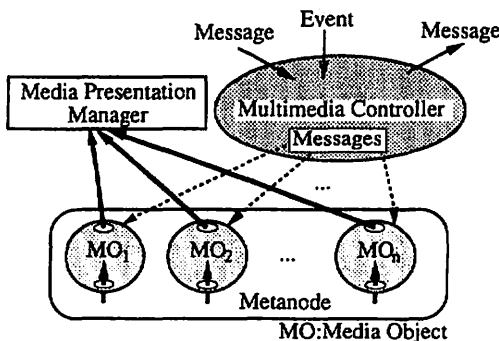 Event
Message
Message
Media Presentation
Manager
Multimedia Controller
Messages
...
MO1
MO2
...
MOn
Metanode
MO:Media Object